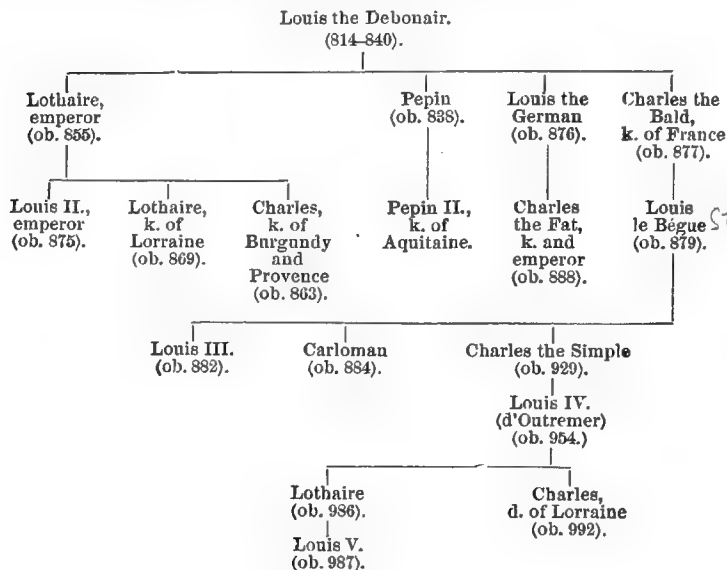 Louis the Debonair.
(814–840).
Lothaire,
emperor
(ob. 855).
Pepin
(ob. 838).
Louis the
German
(ob. 876).
Charles the
Bald,
k. of France
(ob. 877).
Louis II.,
emperor
(ob. 875).
Lothaire,
k. of
Lorraine
(ob. 869).
Charles,
k. of
Burgundy
and
Provence
(ob. 863).
Pepin II.,
k. of
Aquitaine.
Charles
the Fat,
k. and
emperor
(ob. 888).
Louis
le Bégue
(ob. 879).
Louis III.
(ob. 882).
Carloman
(ob. 884).
Charles the Simple
(ob. 929).
Louis IV.
(d'Outremer)
(ob. 954.)
Lothaire
(ob. 986).
Charles,
d. of Lorraine
(ob. 992).
Louis V.
(ob. 987).